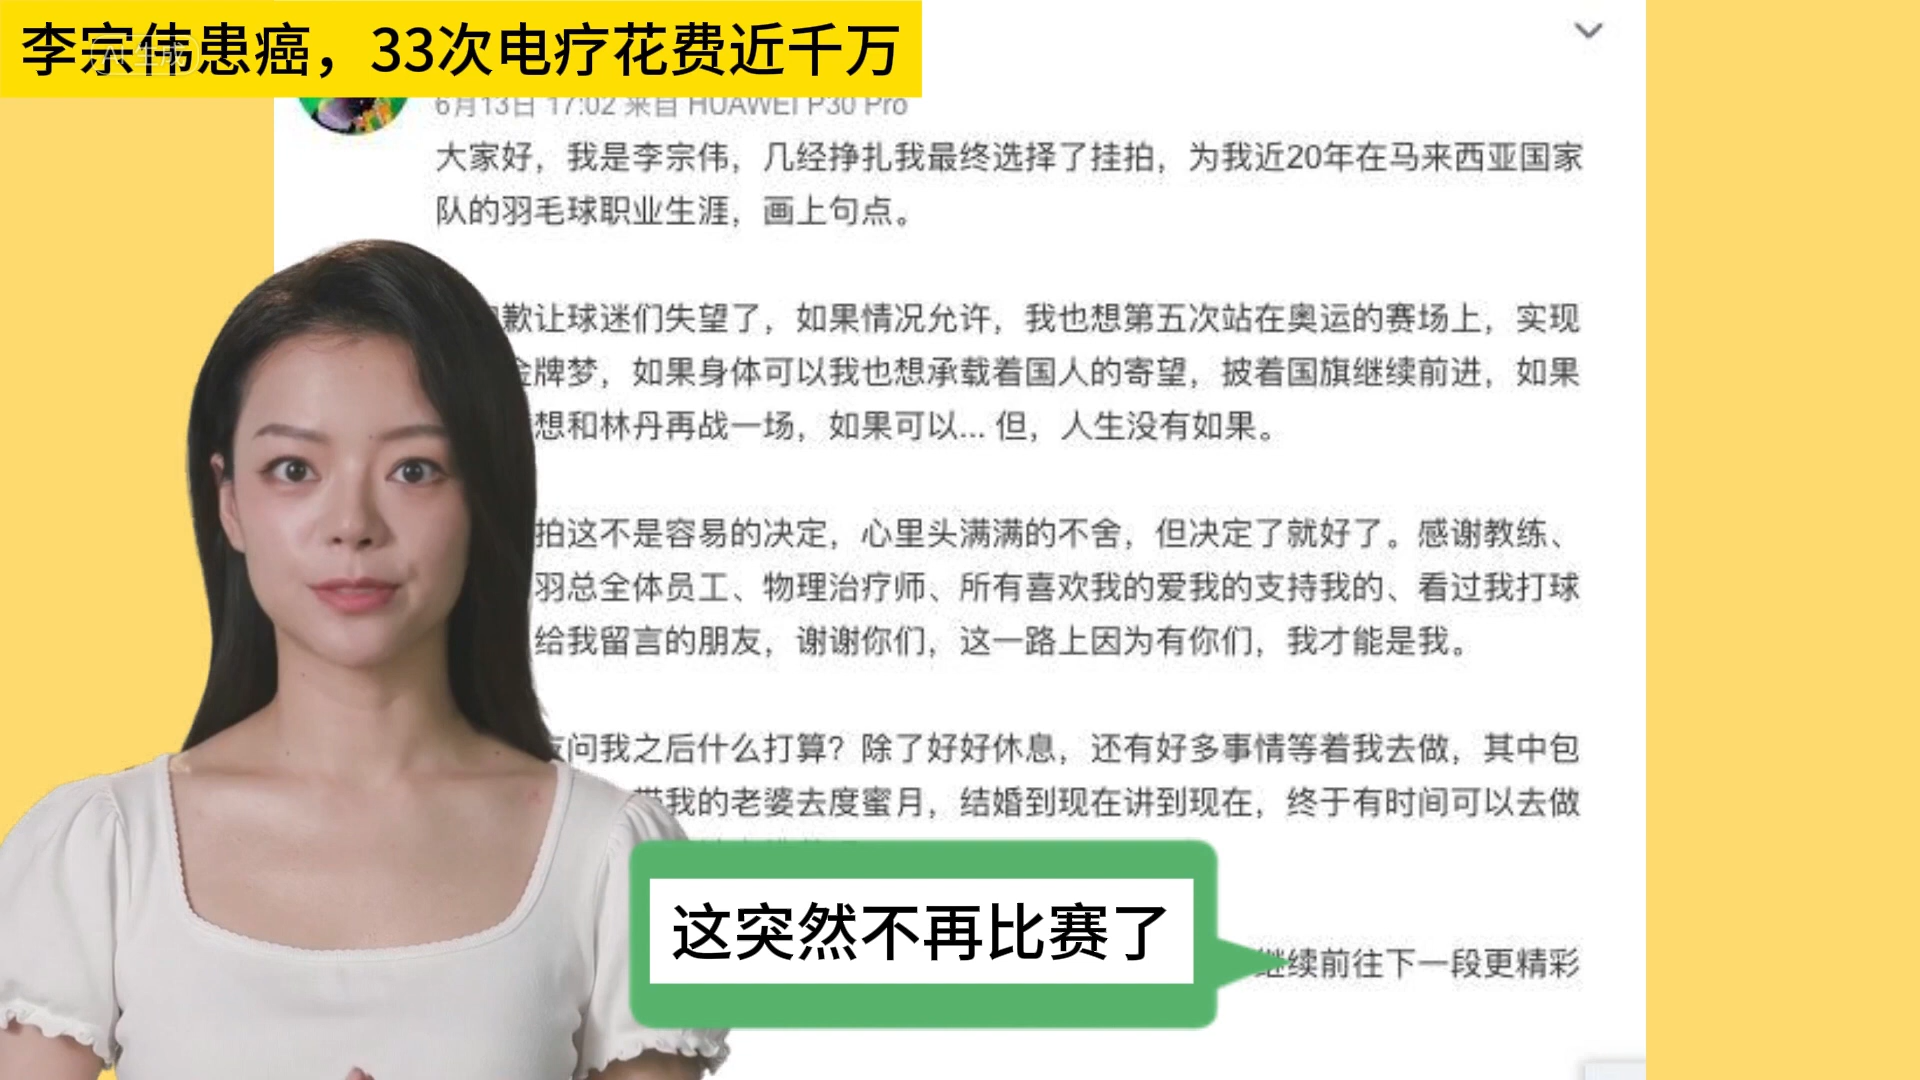 李宗伟患癌，33次电疗花费近千万
AI生成
6月13日 17:02 来自 HUAWEI P30 Pro
大家好，我是李宗伟，几经挣扎我最终选择了挂拍，为我近20年在马来西亚国家
队的羽毛球职业生涯，画上句点。
歉让球迷们失望了，如果情况允许，我也想第五次站在奥运的赛场上，实现
金牌梦，如果身体可以我也想承载着国人的寄望，披着国旗继续前进，如果
想和林丹再战一场，如果可以... 但，人生没有如果。
拍这不是容易的决定，心里头满满的不舍，但决定了就好了。感谢教练、
羽总全体员工、物理治疗师、所有喜欢我的爱我的支持我的、看过我打球
给我留言的朋友，谢谢你们，这一路上因为有你们，我才能是我。
问我之后什么打算？除了好好休息，还有好多事情等着我去做，其中包
带我的老婆去度蜜月，结婚到现在讲到现在，终于有时间可以去做
这突然不再比赛了
继续前往下一段更精彩